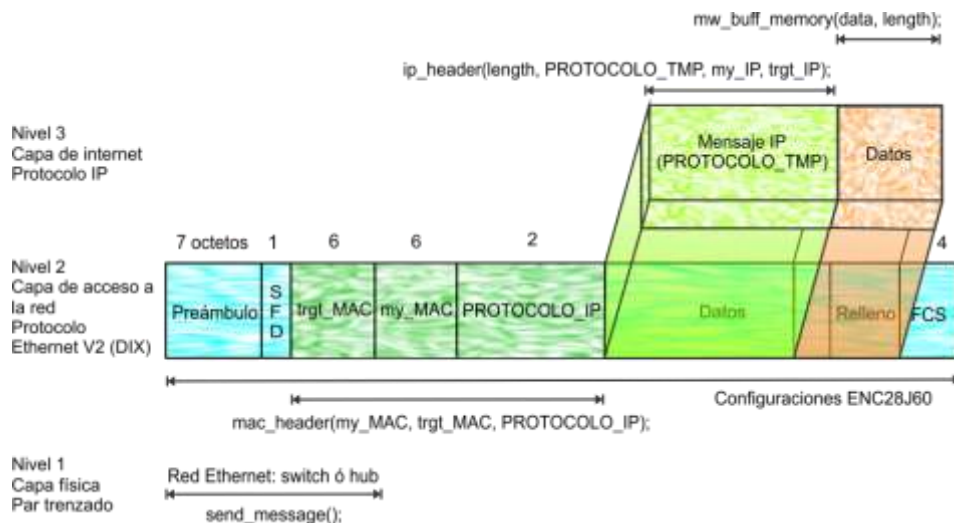 mw_buff_memory(data, length);
ip_header(length, PROTOCOLO_TMP, my_IP, trgt_IP);
Nivel 3
Capa de internet
Protocolo IP
Mensaje IP
(PROTOCOLO_TMP)
Datos
7 octetos 1 6 6 2 4
Nivel 2
Capa de acceso a
la red
Protocolo
Ethernet V2 (DIX)
Preámbulo
S
F
D
trgt_MAC
my_MAC
PROTOCOLO_IP
Datos
Relleno
FCS
Configuraciones ENC28J60
mac_header(my_MAC, trgt_MAC, PROTOCOLO_IP);
Nivel 1
Capa física
Par trenzado
Red Ethernet: switch ó hub
send_message();